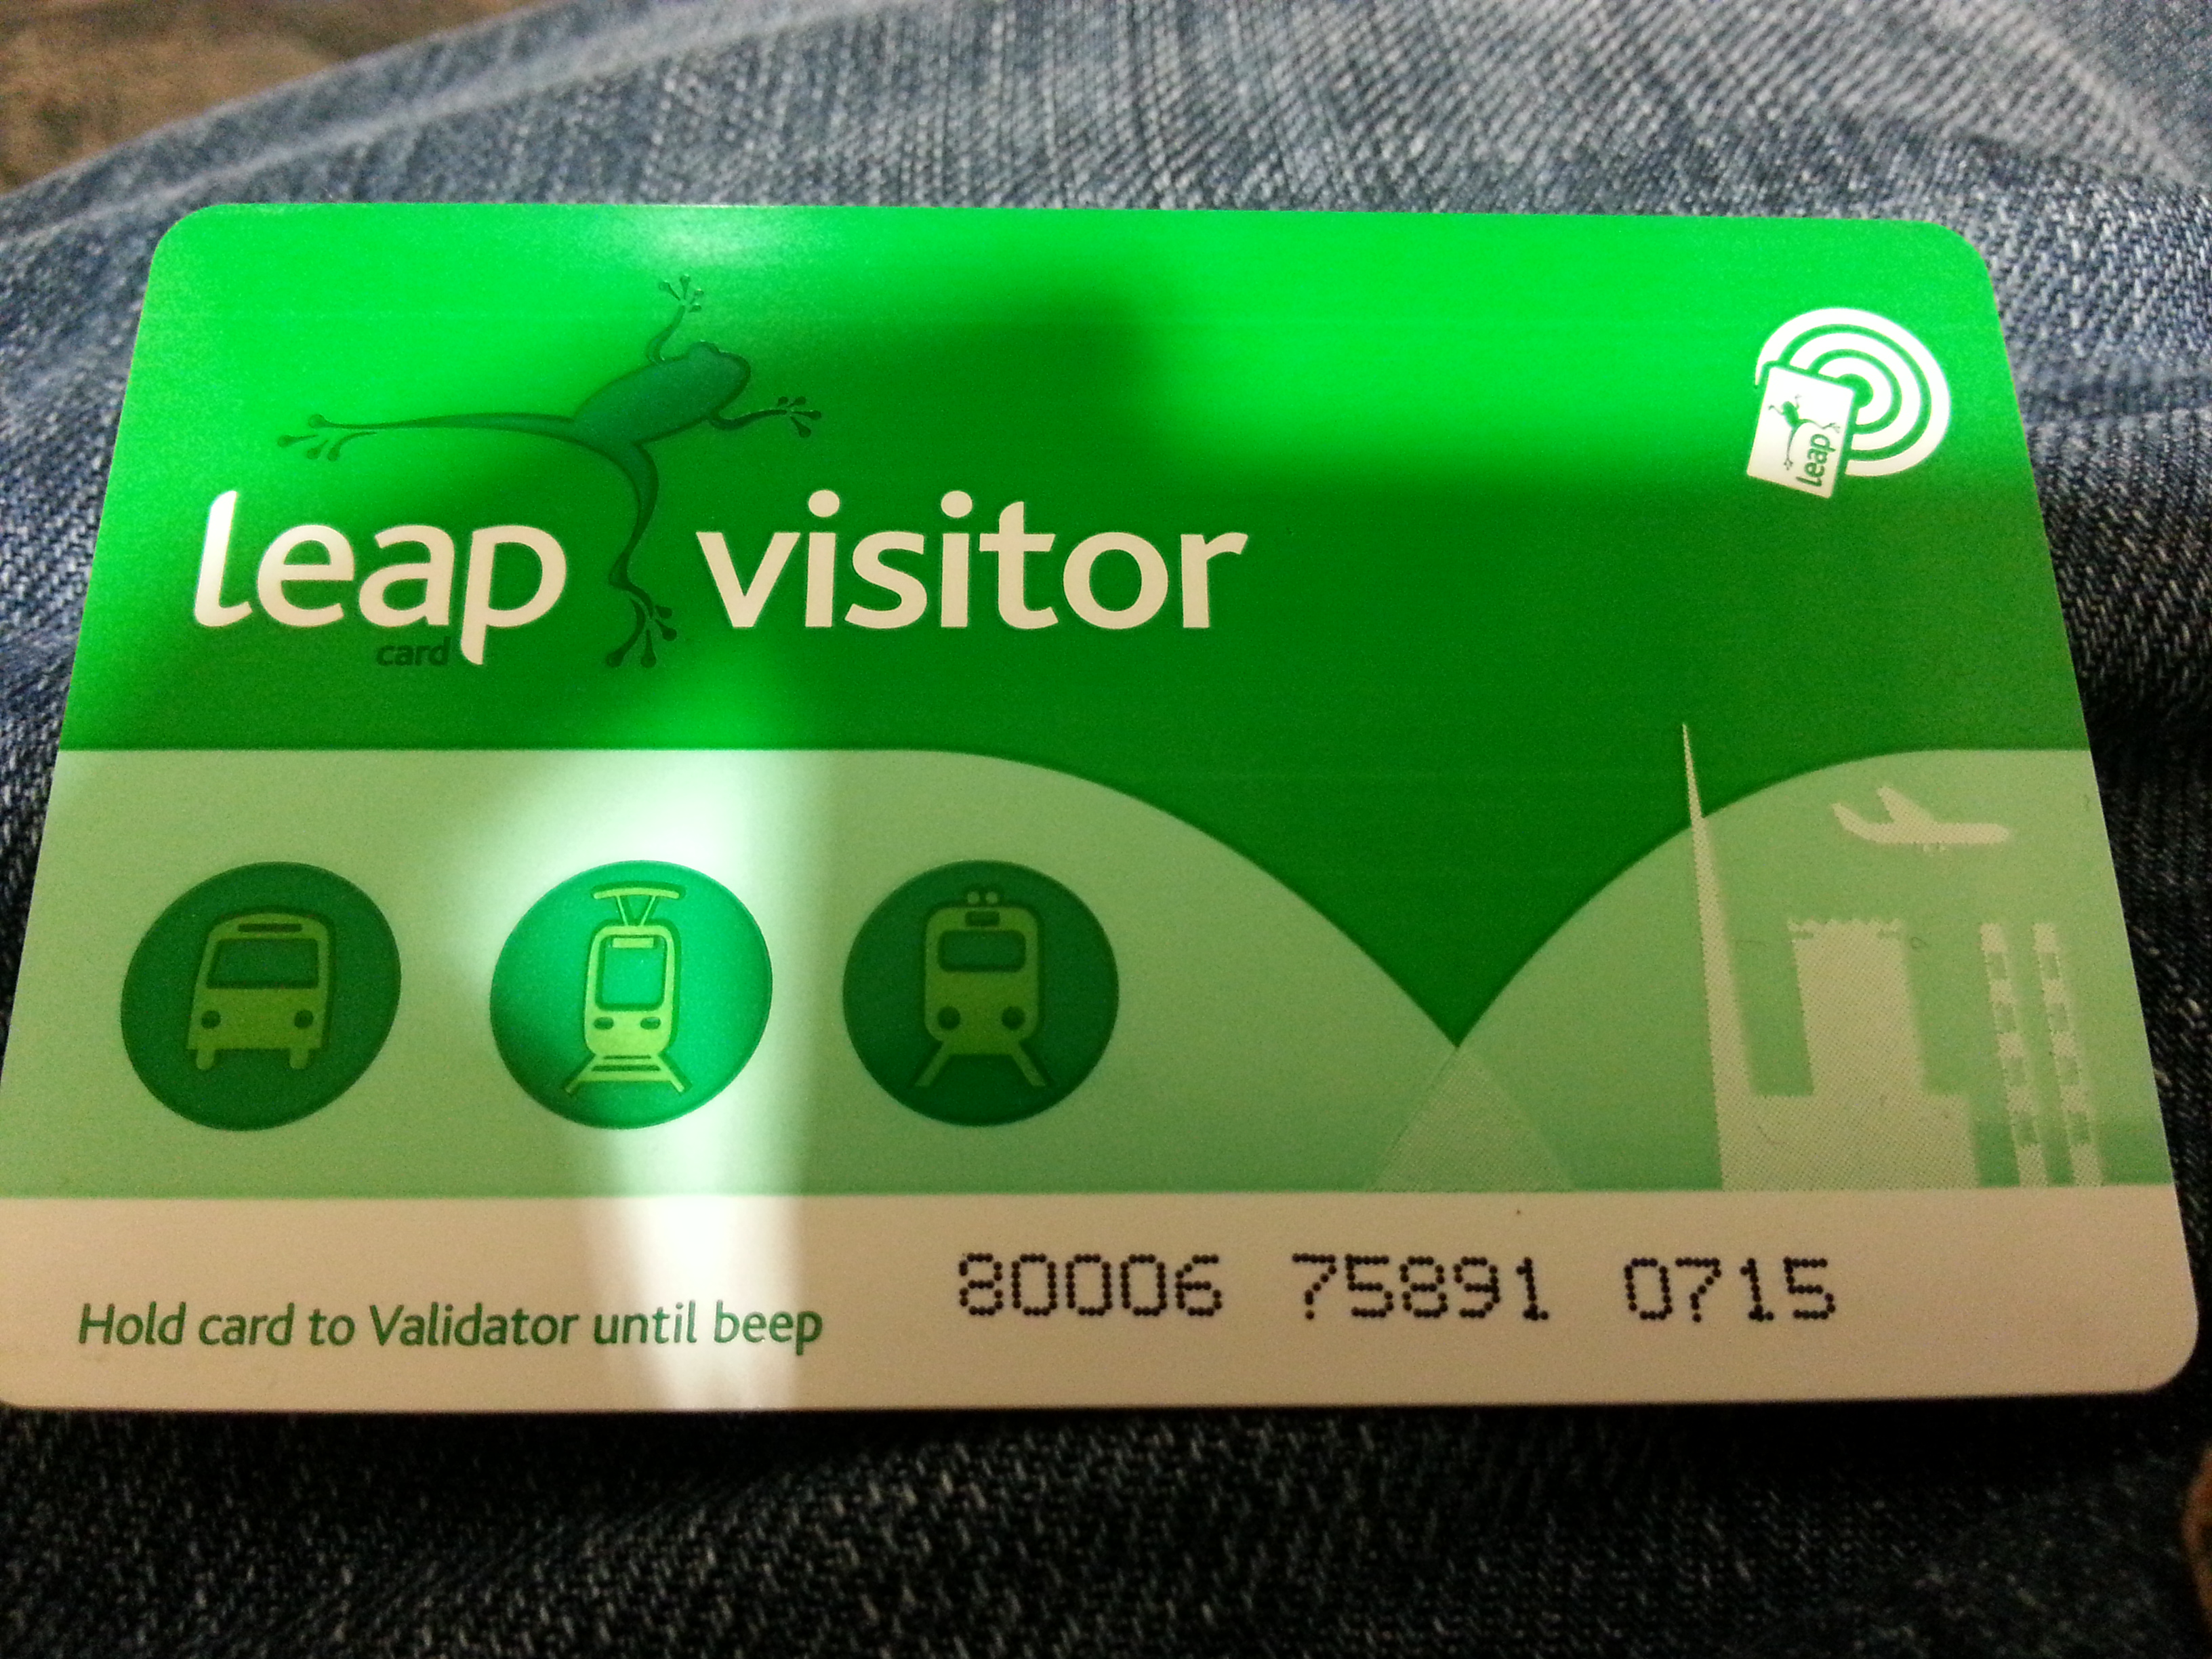 leap visitor
card
leap
Hold card to Validator until beep
80006 75891 0715